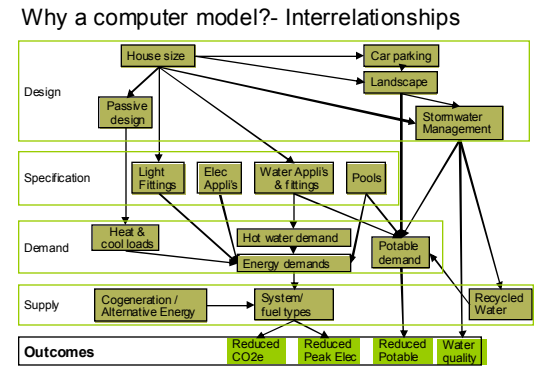 Why a computer model?- Interrelationships
House size
Car parking
Landscape
Design
Passive
design
Stormwater
Management
Specification
Light
Fittings
Elec
Appli's
Water Appli's
& fittings
Pools
Demand
Heat &
cool loads
Hot water demand
Energy demands
Potable
demand
Supply
Cogeneration /
Alternative Energy
System/
fuel types
Recycled
Water
Outcomes
Reduced
CO2e
Reduced
Peak Elec
Reduced
Potable
Water
quality